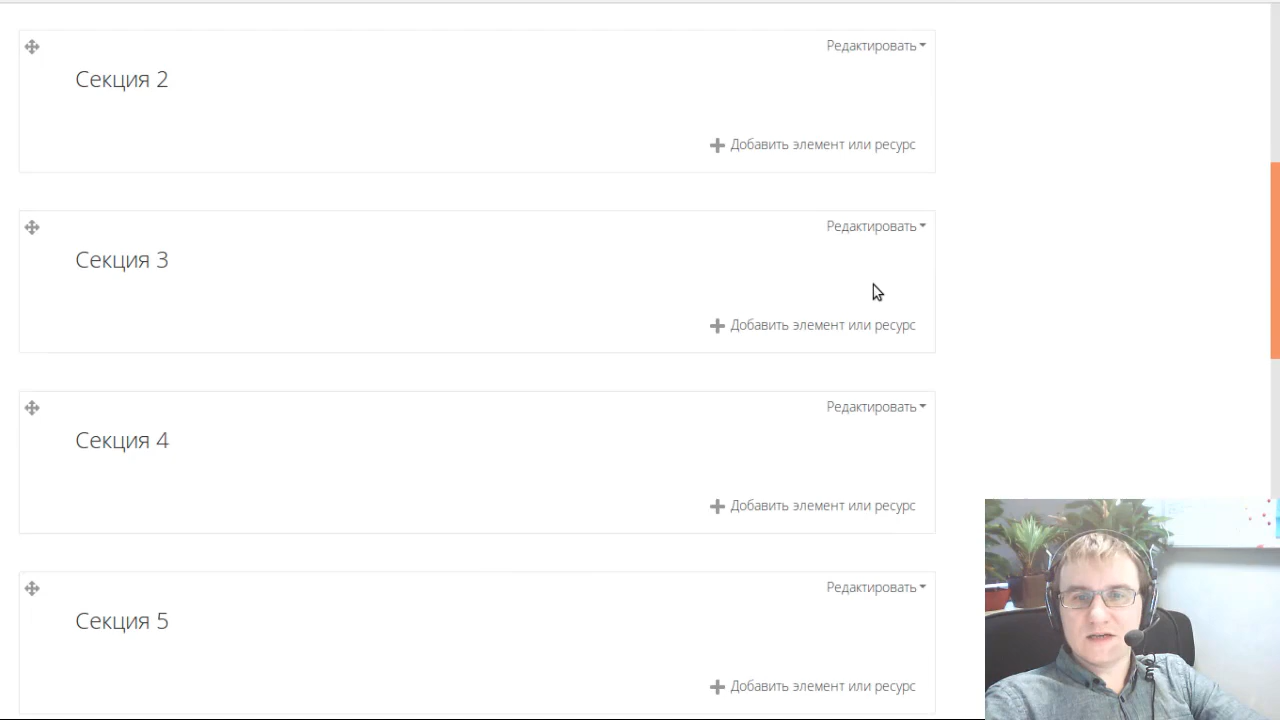 Редактировать
Секция 2
Добавить элемент или ресурс
Редактировать
Секция 3
Добавить элемент или ресурс
Редактировать
Секция 4
Добавить элемент или ресурс
Редактировать
Секция 5
Добавить элемент или ресурс